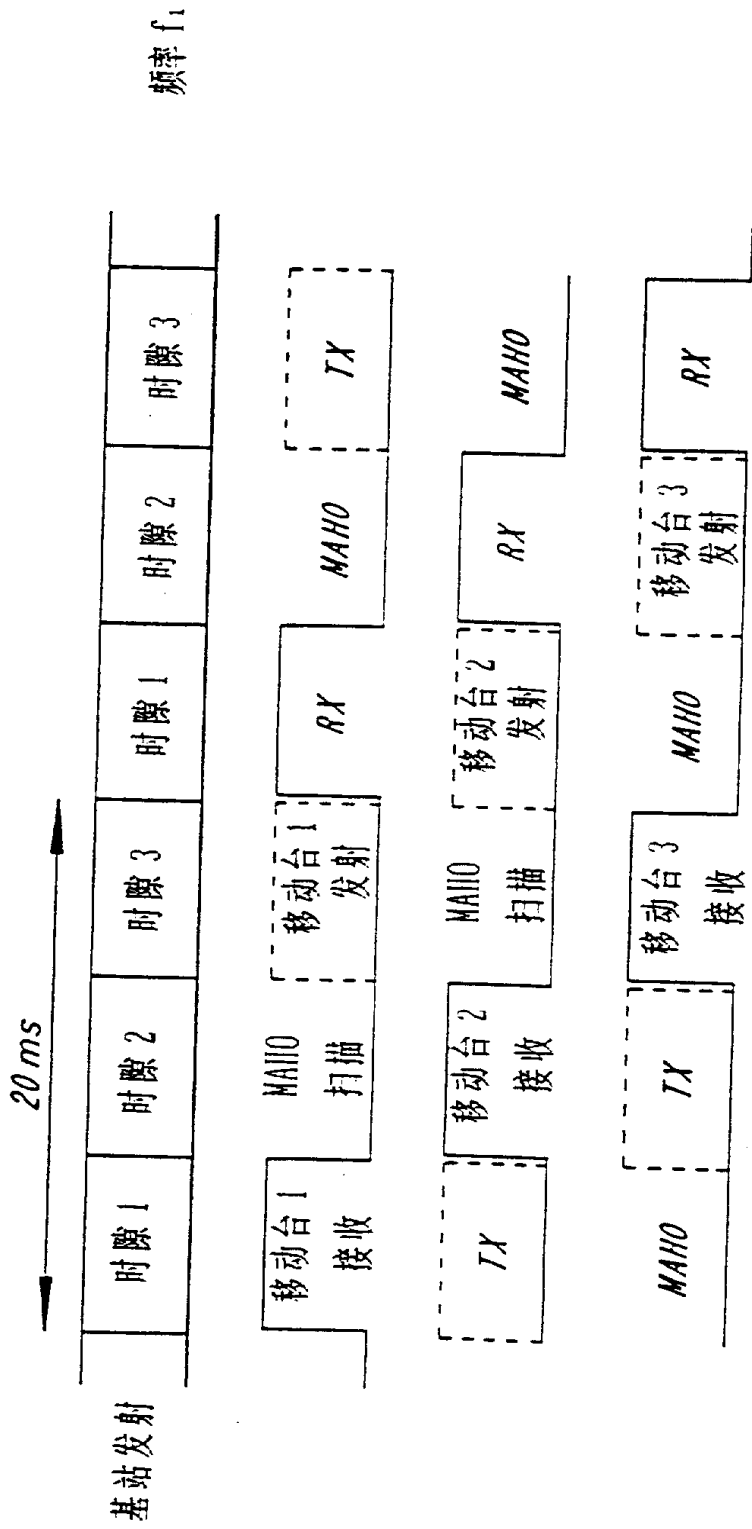 20 ms
基站发射
时隙 1
时隙 2
时隙 3
时隙 1
时隙 2
时隙 3
频率 f₁
移动台 1
接收
MAHO
扫描
移动台 1
发射
RX
MAHO
TX
TX
移动台 2
接收
MAHO
扫描
移动台 2
发射
RX
MAHO
MAHO
TX
移动台 3
接收
MAHO
移动台 3
发射
RX